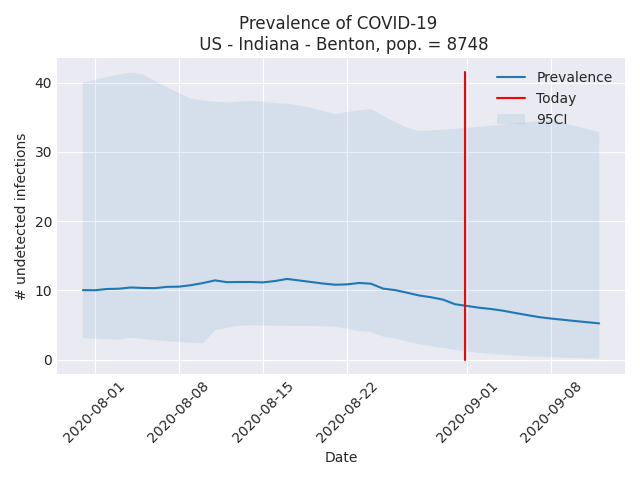 Prevalence of COVID-19
US - Indiana - Benton, pop. = 8748
Prevalence
Today
95CI
# undetected infections
40
30
20
10
0
2020-08-01
2020-08-08
2020-08-15
2020-08-22
2020-09-01
2020-09-08
Date